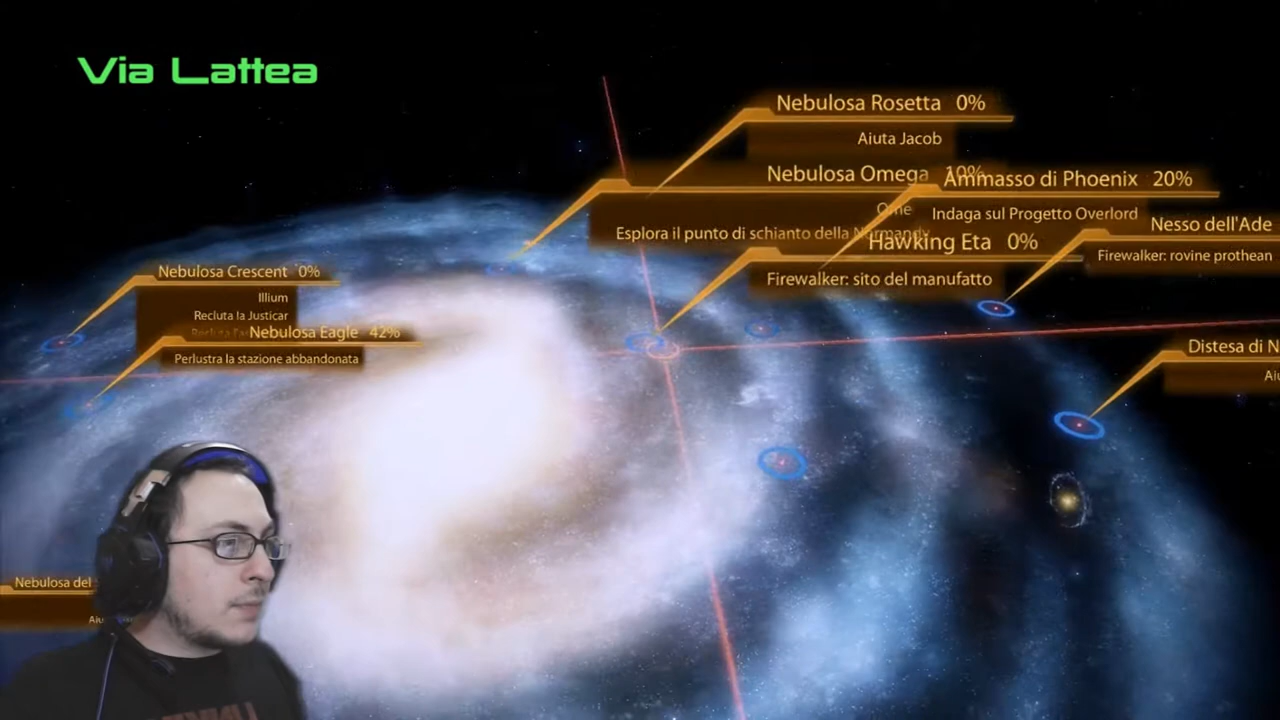 Via Lattea
Nebulosa Rosetta 0%
Aiuta Jacob
Nebulosa Omega 10%
Esplora il punto di schianto della Normandy
Ammasso di Phoenix 20%
Indaga sul Progetto Overlord
Nesso dell'Ade
Firewalker: rovine prothean
Hawking Eta 0%
Firewalker: sito del manufatto
Nebulosa Crescent 0%
Illium
Recluta la Justicar
Nebulosa Eagle 42%
Perlustra la stazione abbandonata
Distesa di N
Nebulosa del